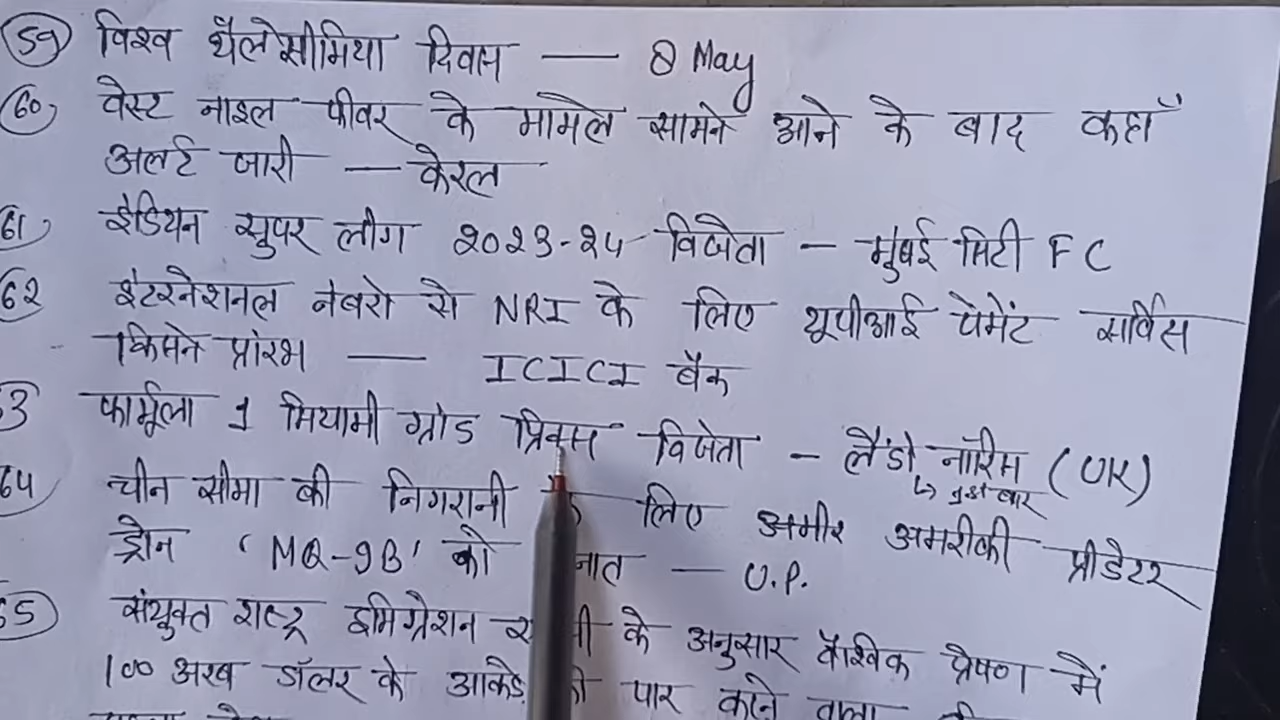 59 विश्व थैलेसीमिया दिवस — 8 May
60 वेस्ट नाइल फीवर के मामले सामने आने के बाद कहाँ
अलर्ट जारी — केरल
61 इंडियन सुपर लीग 2023-24 विजेता — मुंबई सिटी FC
62 इंटरनेशनल नंबरो से NRI के लिए यूपीआई पेमेंट सर्विस
किसने प्रांरभ — ICICI बैंक
63 फार्मूला 1 मियामी ग्रांड प्रिक्स विजेता — लैंडो नॉरिस (UK)
↳ 1st बार
64 चीन सीमा की निगरानी के लिए अमीर अमरीकी प्रीडेटर
ड्रोन 'MQ-9B' को नात — U.P.
65 संयुक्त राष्ट्र इमिग्रेशन के अनुसार वैश्विक प्रेषण में
100 अरब डॉलर के आकडे़ को पार करने वाला